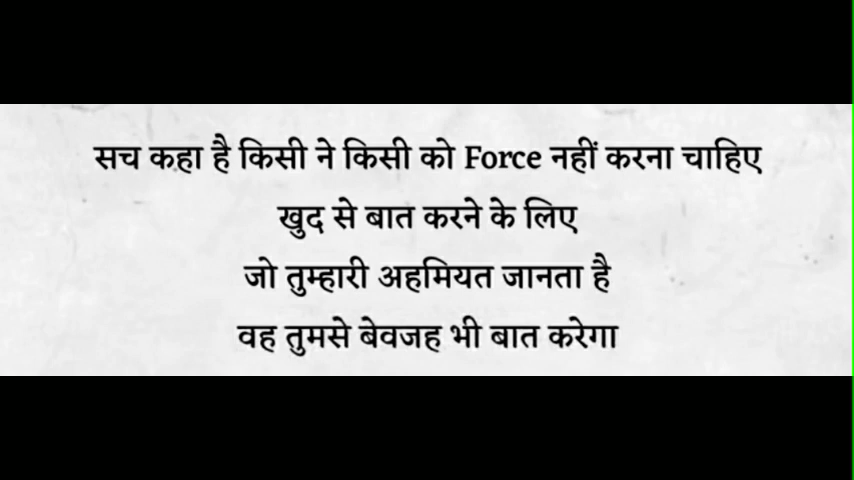 सच कहा है किसी ने किसी को Force नहीं करना चाहिए
खुद से बात करने के लिए
जो तुम्हारी अहमियत जानता है
वह तुमसे बेवजह भी बात करेगा